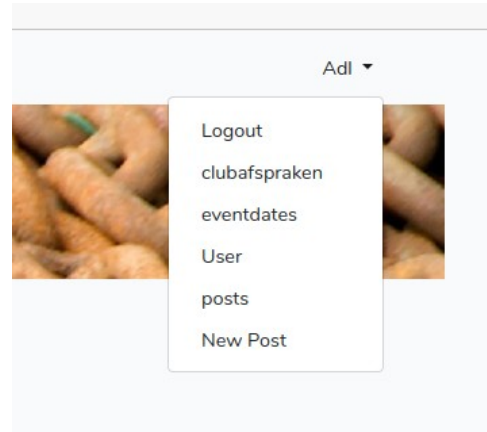 Adl
Logout
clubafspraken
eventdates
User
posts
New Post